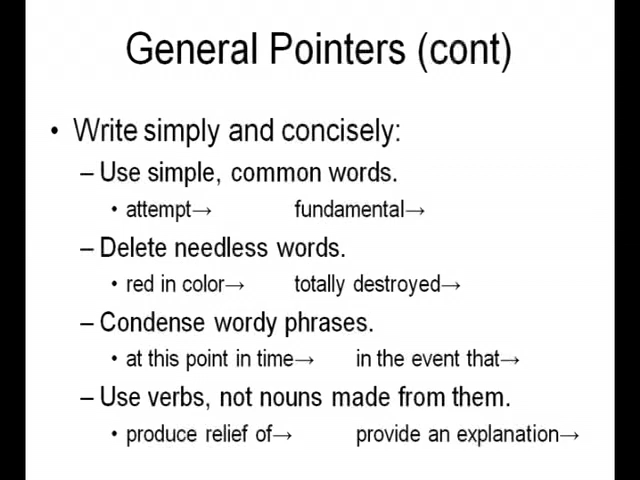 General Pointers (cont)
• Write simply and concisely:
– Use simple, common words.
• attempt→ fundamental→
– Delete needless words.
• red in color→ totally destroyed→
– Condense wordy phrases.
• at this point in time→ in the event that→
– Use verbs, not nouns made from them.
• produce relief of→ provide an explanation→